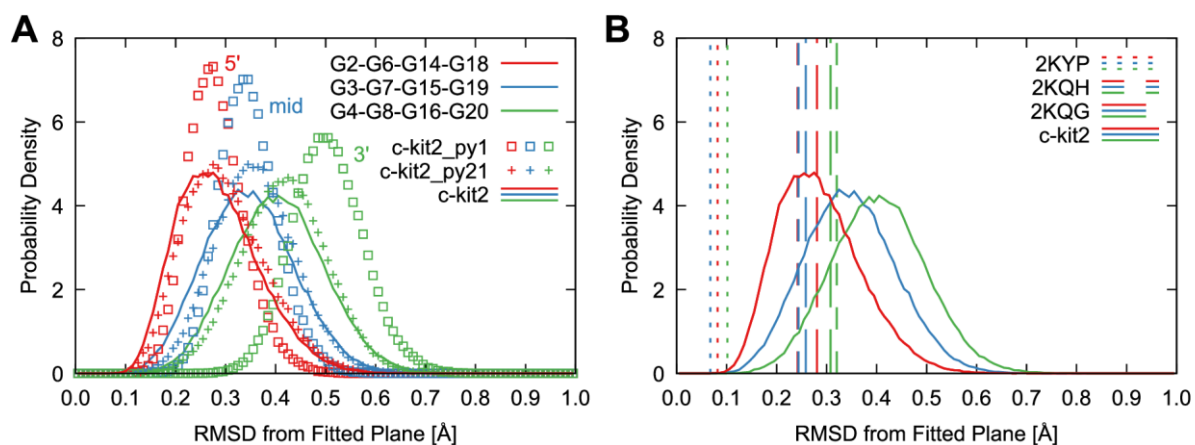 A
Probability Density
8
6
4
2
0
5'
mid
3'
G2-G6-G14-G18
G3-G7-G15-G19
G4-G8-G16-G20
c-kit2_py1
c-kit2_py21
c-kit2
0.0 0.1 0.2 0.3 0.4 0.5 0.6 0.7 0.8 0.9 1.0
RMSD from Fitted Plane [Å]
B
Probability Density
8
6
4
2
0
2KYP
2KQH
2KQG
c-kit2
0.0 0.1 0.2 0.3 0.4 0.5 0.6 0.7 0.8 0.9 1.0
RMSD from Fitted Plane [Å]